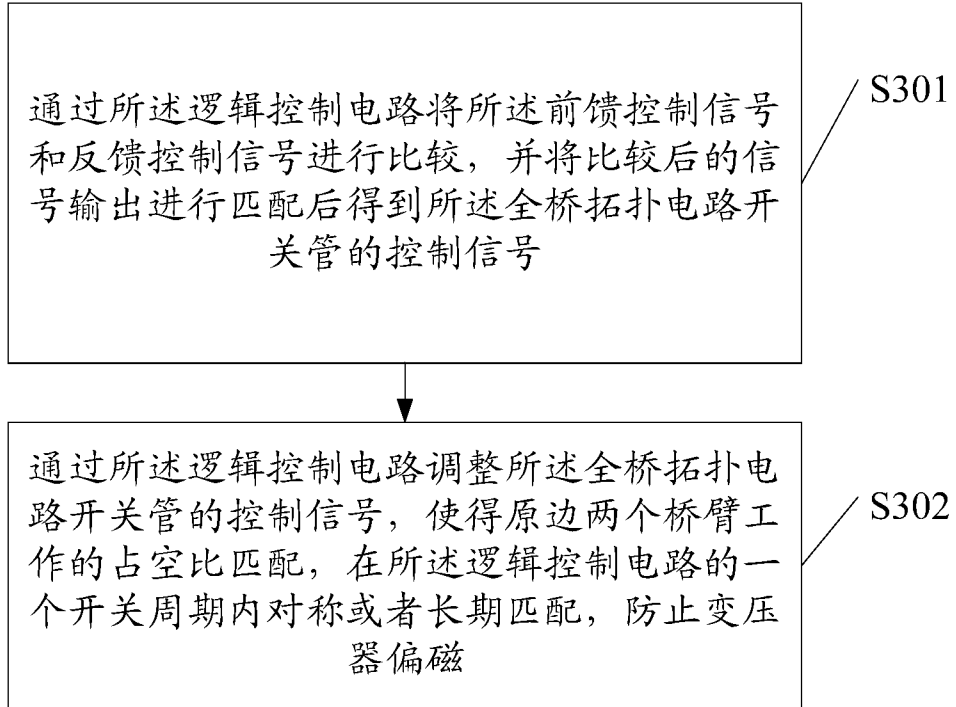 通过所述逻辑控制电路将所述前馈控制信号
和反馈控制信号进行比较，并将比较后的信
号输出进行匹配后得到所述全桥拓扑电路开
关管的控制信号
S301
通过所述逻辑控制电路调整所述全桥拓扑电
路开关管的控制信号，使得原边两个桥臂工
作的占空比匹配，在所述逻辑控制电路的一
个开关周期内对称或者长期匹配，防止变压
器偏磁
S302